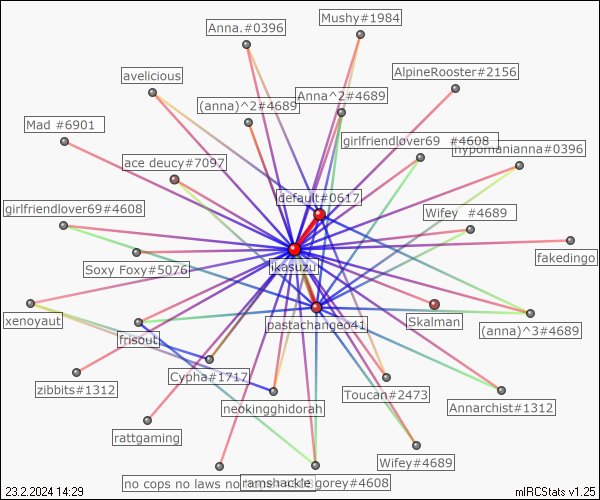 Mushy#1984
Anna.#0396
AlpineRooster#2156
avelicious
Anna^2#4689
(anna)^2#4689
Mad #6901
girlfriendlover69 #4608
hypomanianna#0396
ace deucy#7097
default#0617
girlfriendlover69#4608
Wifey #4689
fakedingo
ikasuzu
Soxy Foxy#5076
xenoyaut
pastachangeo41
Skalman
(anna)^3#4689
frisout
Cypha#1717
zibbits#1312
Toucan#2473
neokingghidorah
Annarchist#1312
rattgaming
Wifey#4689
no cops no laws no
ramshackle gorey#4608
23.2.2024 14:29
mIRCStats v1.25